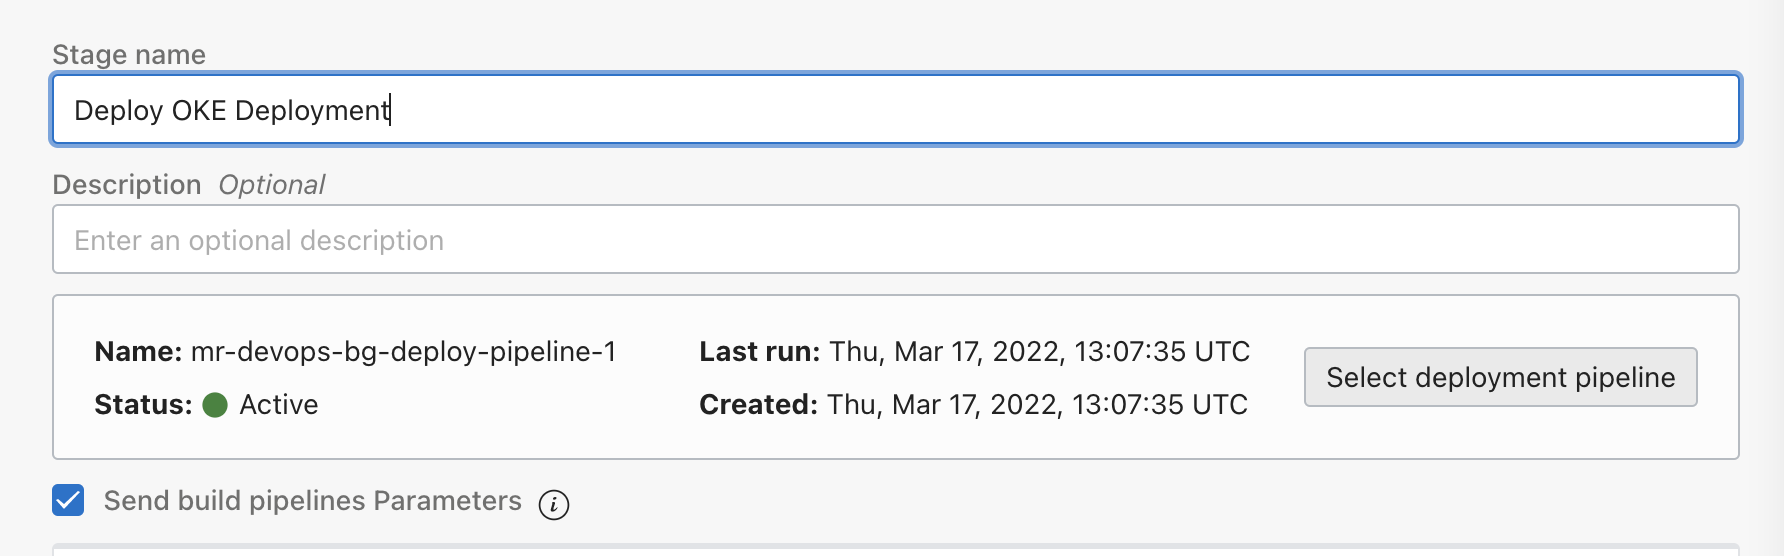 Stage name
Deploy OKE Deployment
Description Optional
Enter an optional description
Name: mr-devops-bg-deploy-pipeline-1
Status: Active
Last run: Thu, Mar 17, 2022, 13:07:35 UTC
Created: Thu, Mar 17, 2022, 13:07:35 UTC
Select deployment pipeline
Send build pipelines Parameters